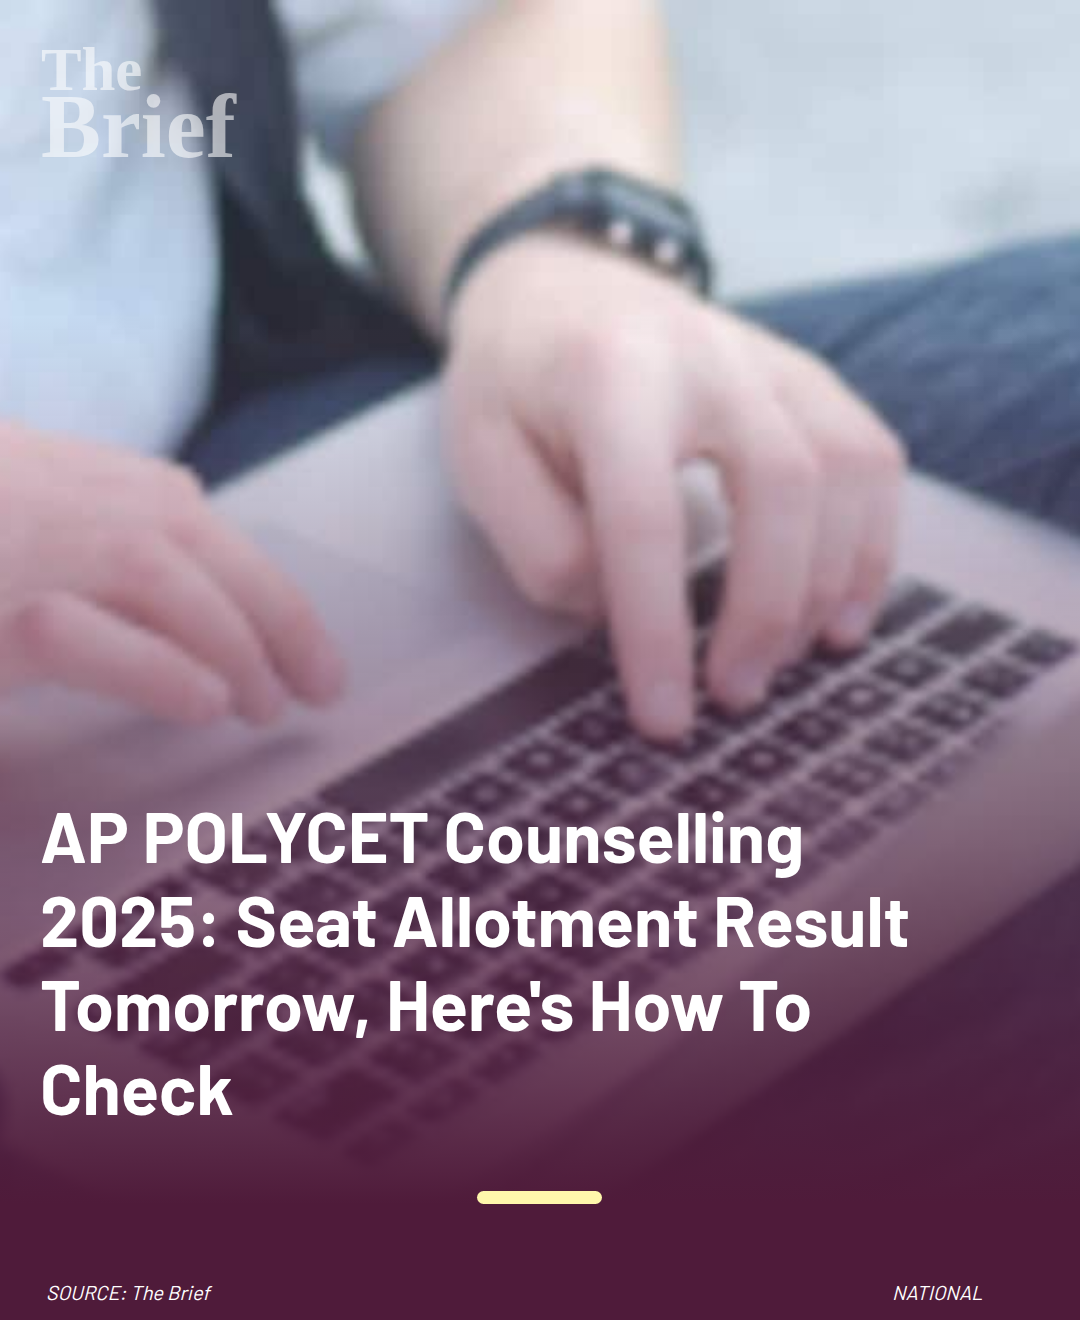 The
Brief
AP POLYCET Counselling
2025: Seat Allotment Result
Tomorrow, Here's How To
Check
SOURCE: The Brief
NATIONAL